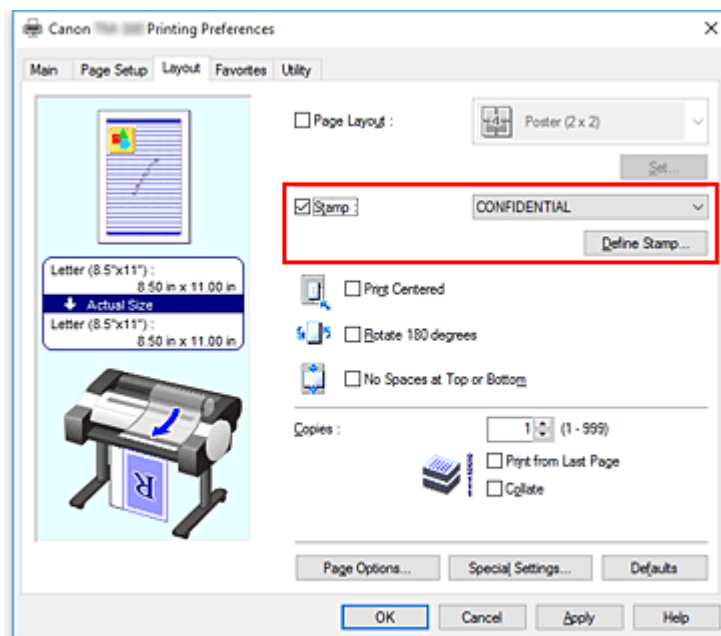 Canon Printing Preferences
Main Page Setup Layout Favorites Utility
Page Layout :
Poster (2 x 2)
Set...
Stamp :
CONFIDENTIAL
Define Stamp...
Letter (8.5"x11") :
8.50 in x 11.00 in
Actual Size
Letter (8.5"x11") :
8.50 in x 11.00 in
Print Centered
Rotate 180 degrees
No Spaces at Top or Bottom
Copies :
1 (1 - 999)
Print from Last Page
Collate
R
Page Options... Special Settings... Defaults
OK Cancel Apply Help